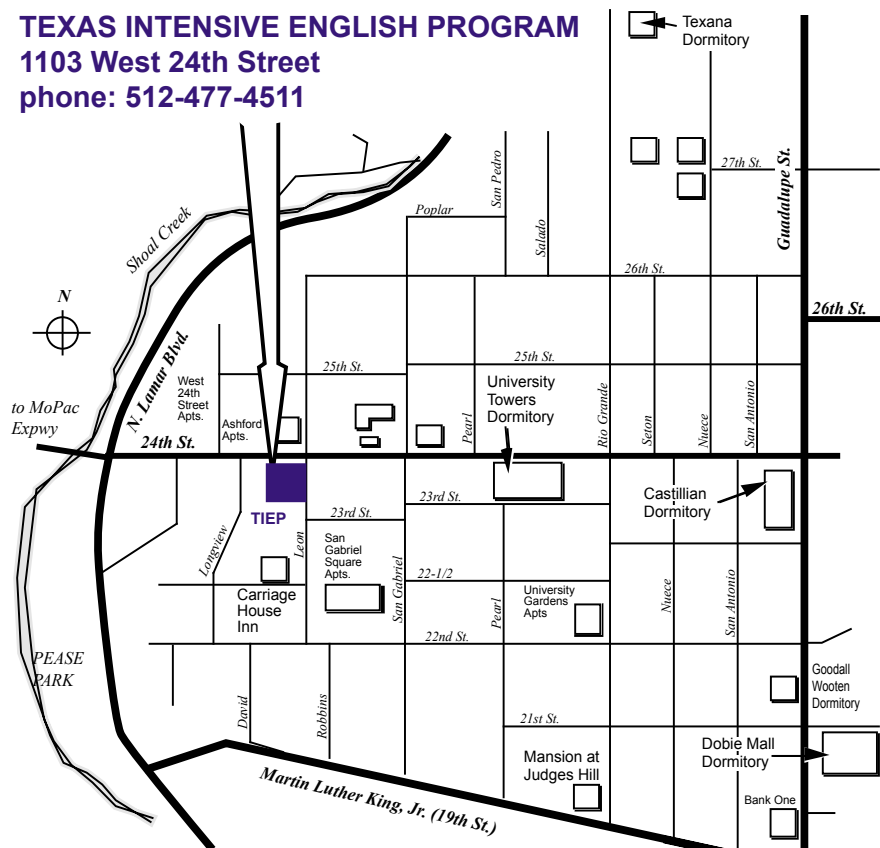 TEXAS INTENSIVE ENGLISH PROGRAM
1103 West 24th Street
phone: 512-477-4511
Texana
Dormitory
27th St.
Guadalupe St.
San Pedro
Salado
Poplar
Shoal Creek
26th St.
26th St.
N
N. Lamar Blvd.
25th St.
25th St.
West
24th
Street
Apts.
University
Towers
Dormitory
to MoPac
Expwy
Ashford
Apts.
24th St.
Pearl
Rio Grande
Seton
Nuece
San Antonio
TIEP
23rd St.
23rd St.
Castillian
Dormitory
Longview
Leon
San
Gabriel
Square
Apts.
San Gabriel
22-1/2
Carriage
House
Inn
University
Gardens
Apts
Pearl
Nuece
San Antonio
22nd St.
PEASE
PARK
Goodall
Wooten
Dormitory
David
Robbins
21st St.
Mansion at
Judges Hill
Dobie Mall
Dormitory
Martin Luther King, Jr. (19th St.)
Bank One